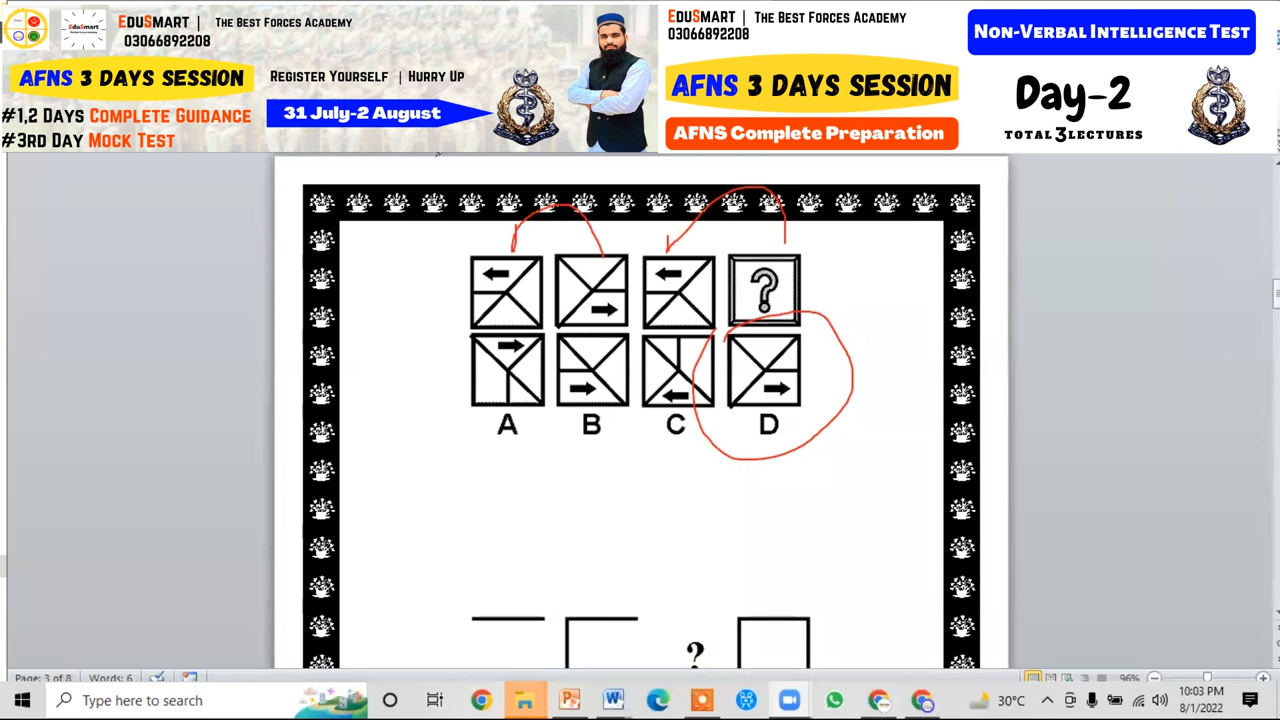 EduSmart | The Best Forces Academy
03066892208
AFNS 3 DAYS SESSION
Register Yourself | Hurry Up
31 July-2 August
#1,2 Days Complete Guidance
#3rd Day Mock Test
EduSmart | The Best Forces Academy
03066892208
AFNS 3 DAYS SESSION
AFNS Complete Preparation
Non-Verbal Intelligence Test
Day-2
Total 3 Lectures
?
A B C D
?
Page: 3 of 8 Words: 6
96%
Type here to search
30°C
10:03 PM
8/1/2022